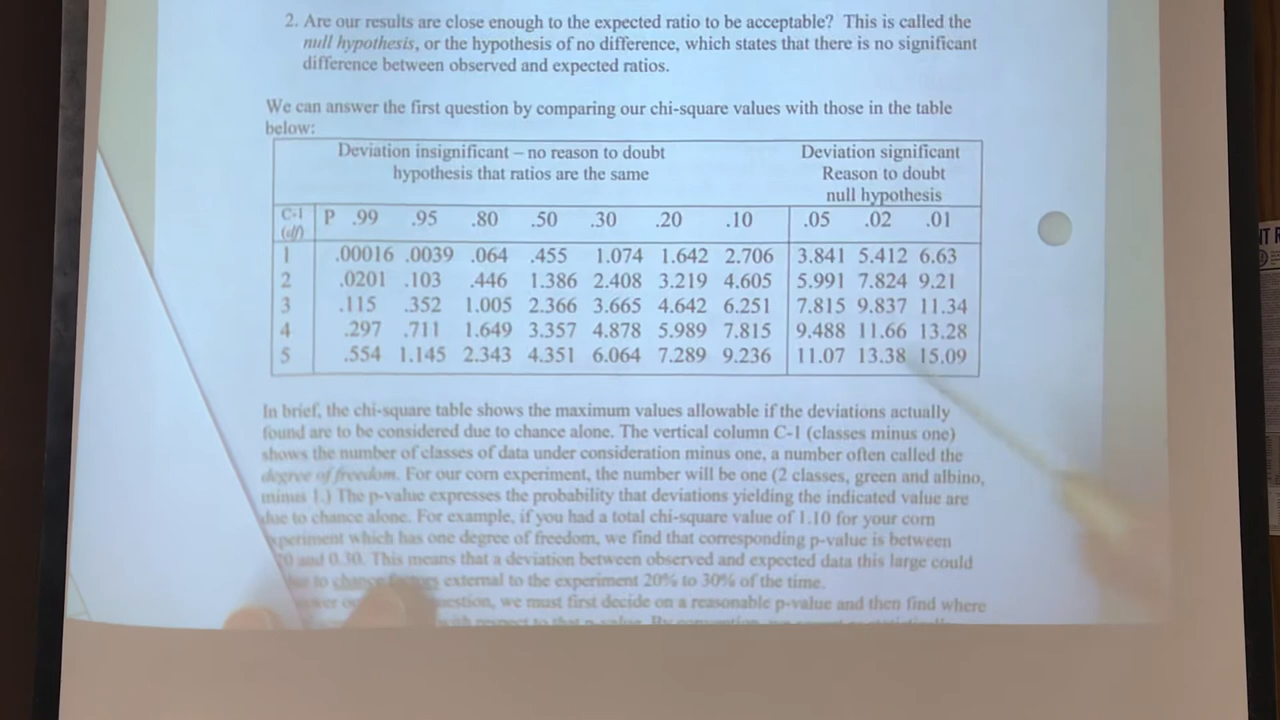 2. Are our results are close enough to the expected ratio to be acceptable? This is called the
null hypothesis, or the hypothesis of no difference, which states that there is no significant
difference between observed and expected ratios.
We can answer the first question by comparing our chi-square values with those in the table
below:
Deviation insignificant – no reason to doubt
hypothesis that ratios are the same
Deviation significant
Reason to doubt
null hypothesis
C-1 (df) P .99 .95 .80 .50 .30 .20 .10 .05 .02 .01
1 .00016 .0039 .064 .455 1.074 1.642 2.706 3.841 5.412 6.63
2 .0201 .103 .446 1.386 2.408 3.219 4.605 5.991 7.824 9.21
3 .115 .352 1.005 2.366 3.665 4.642 6.251 7.815 9.837 11.34
4 .297 .711 1.649 3.357 4.878 5.989 7.815 9.488 11.66 13.28
5 .554 1.145 2.343 4.351 6.064 7.289 9.236 11.07 13.38 15.09
In brief, the chi-square table shows the maximum values allowable if the deviations actually
found are to be considered due to chance alone. The vertical column C-1 (classes minus one)
shows the number of classes of data under consideration minus one, a number often called the
degree of freedom. For our corn experiment, the number will be one (2 classes, green and albino,
minus 1.) The p-value expresses the probability that deviations yielding the indicated value are
due to chance alone. For example, if you had a total chi-square value of 1.10 for your corn
which has one degree of freedom, we find that corresponding p-value is between
and 0.30. This means that a deviation between observed and expected data this large could
to chance factors external to the experiment 20% to 30% of the time.
we must first decide on a reasonable p-value and then find where